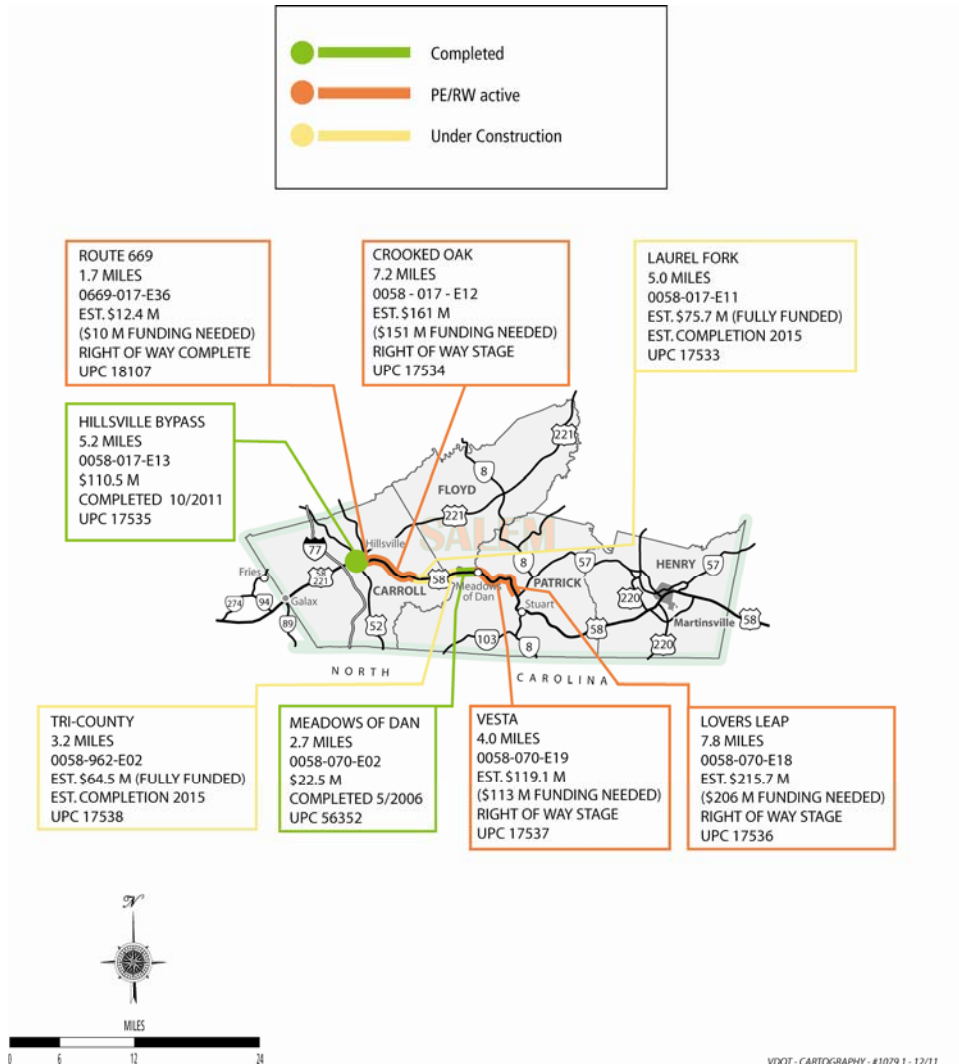 Completed
PE/RW active
Under Construction
ROUTE 669
1.7 MILES
0669-017-E36
EST. $12.4 M
($10 M FUNDING NEEDED)
RIGHT OF WAY COMPLETE
UPC 18107
CROOKED OAK
7.2 MILES
0058 - 017 - E12
EST. $161 M
($151 M FUNDING NEEDED)
RIGHT OF WAY STAGE
UPC 17534
LAUREL FORK
5.0 MILES
0058-017-E11
EST. $75.7 M (FULLY FUNDED)
EST. COMPLETION 2015
UPC 17533
HILLSVILLE BYPASS
5.2 MILES
0058-017-E13
$110.5 M
COMPLETED 10/2011
UPC 17535
221
8
FLOYD
221
SALEM
Hillsville
77
58
221
Fries
Galax
274
94
89
CARROLL
52
58
Meadows
of Dan
8
57
PATRICK
Stuart
HENRY
57
220
Martinsville
58
58
220
103
8
NORTH CAROLINA
TRI-COUNTY
3.2 MILES
0058-962-E02
EST. $64.5 M (FULLY FUNDED)
EST. COMPLETION 2015
UPC 17538
MEADOWS OF DAN
2.7 MILES
0058-070-E02
$22.5 M
COMPLETED 5/2006
UPC 56352
VESTA
4.0 MILES
0058-070-E19
EST. $119.1 M
($113 M FUNDING NEEDED)
RIGHT OF WAY STAGE
UPC 17537
LOVERS LEAP
7.8 MILES
0058-070-E18
EST. $215.7 M
($206 M FUNDING NEEDED)
RIGHT OF WAY STAGE
UPC 17536
N
MILES
0 6 12 24
VDOT - CARTOGRAPHY - #1079.1 - 12/11